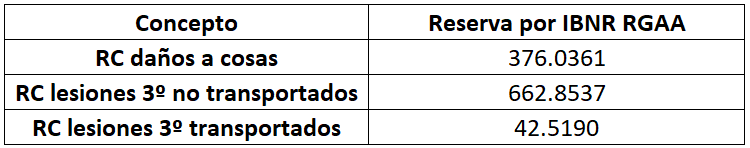 Concepto Reserva por IBNR RGAA
RC daños a cosas 376.0361
RC lesiones 3º no transportados 662.8537
RC lesiones 3º transportados 42.5190